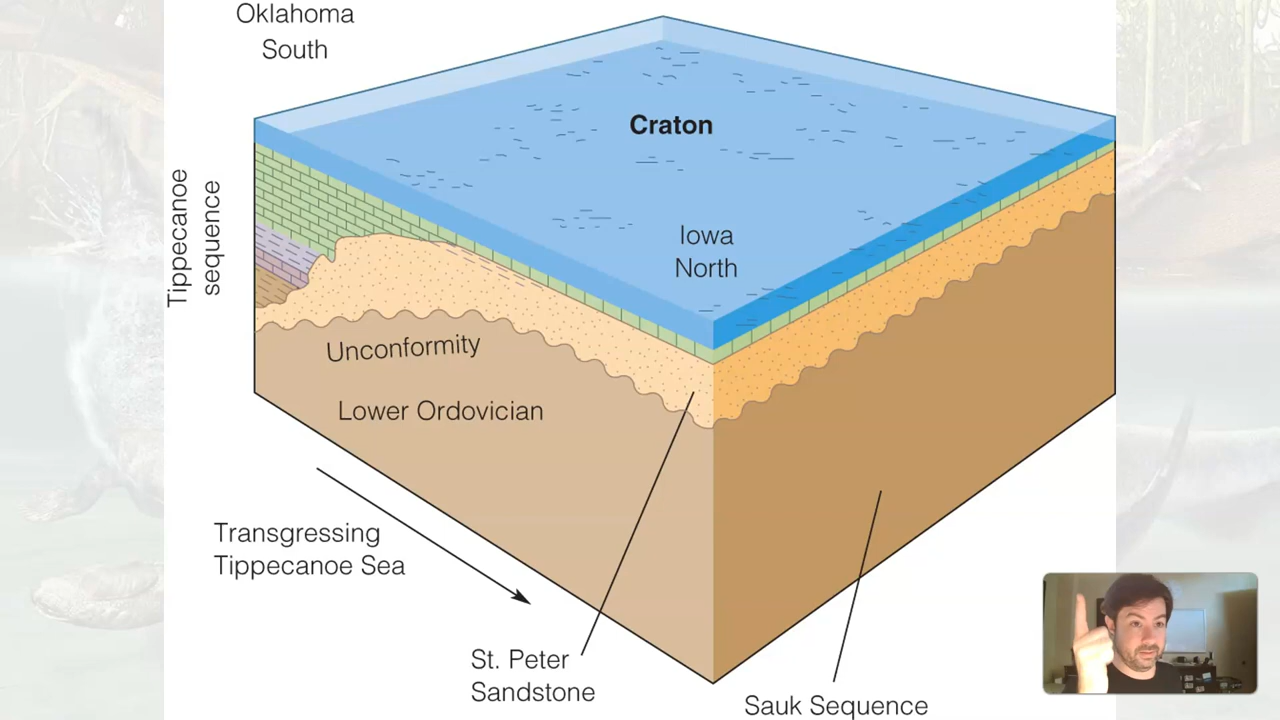 Oklahoma
South
Craton
Tippecanoe
sequence
Iowa
North
Unconformity
Lower Ordovician
Transgressing
Tippecanoe Sea
St. Peter
Sandstone
Sauk Sequence